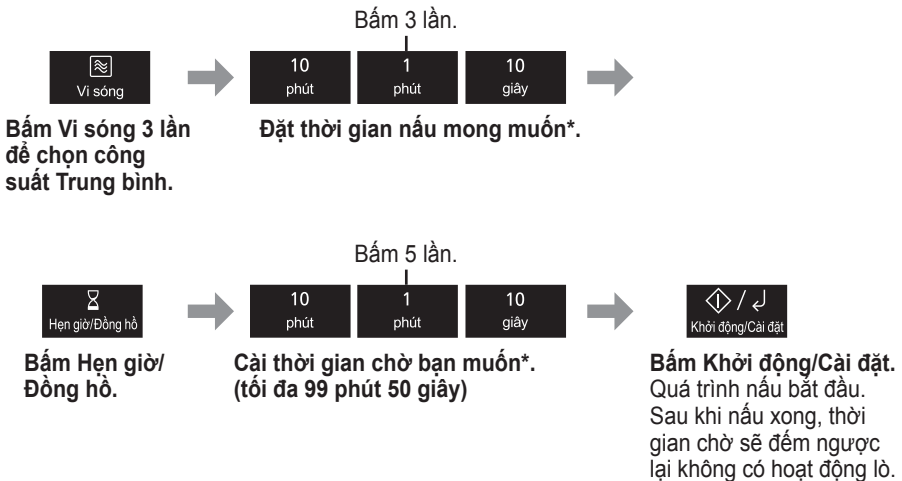 Bấm 3 lần.
Vi sóng
10 phút
1 phút
10 giây
Bấm Vi sóng 3 lần
để chọn công
suất Trung bình.
Đặt thời gian nấu mong muốn*.
Bấm 5 lần.
Hẹn giờ/Đồng hồ
10 phút
1 phút
10 giây
Khởi động/Cài đặt
Bấm Hẹn giờ/
Đồng hồ.
Cài thời gian chờ bạn muốn*.
(tối đa 99 phút 50 giây)
Bấm Khởi động/Cài đặt.
Quá trình nấu bắt đầu.
Sau khi nấu xong, thời
gian chờ sẽ đếm ngược
lại không có hoạt động lò.